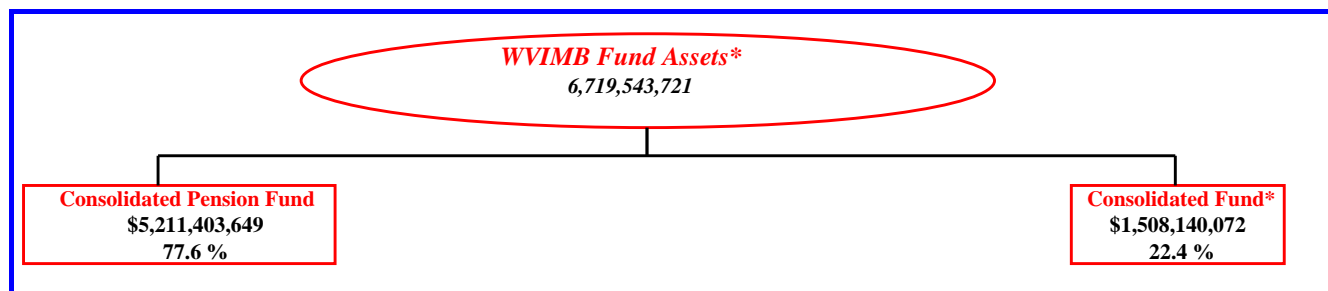 WVIMB Fund Assets*
6,719,543,721
Consolidated Pension Fund
$5,211,403,649
77.6 %
Consolidated Fund*
$1,508,140,072
22.4 %